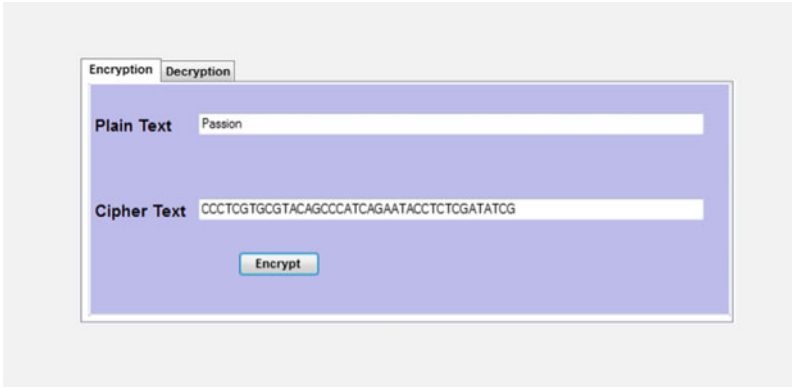 Encryption Decryption
Plain Text Passion
Cipher Text CCCTCGTGCGTACAGCCCATCAGAATACCTCTCGATATCG
Encrypt